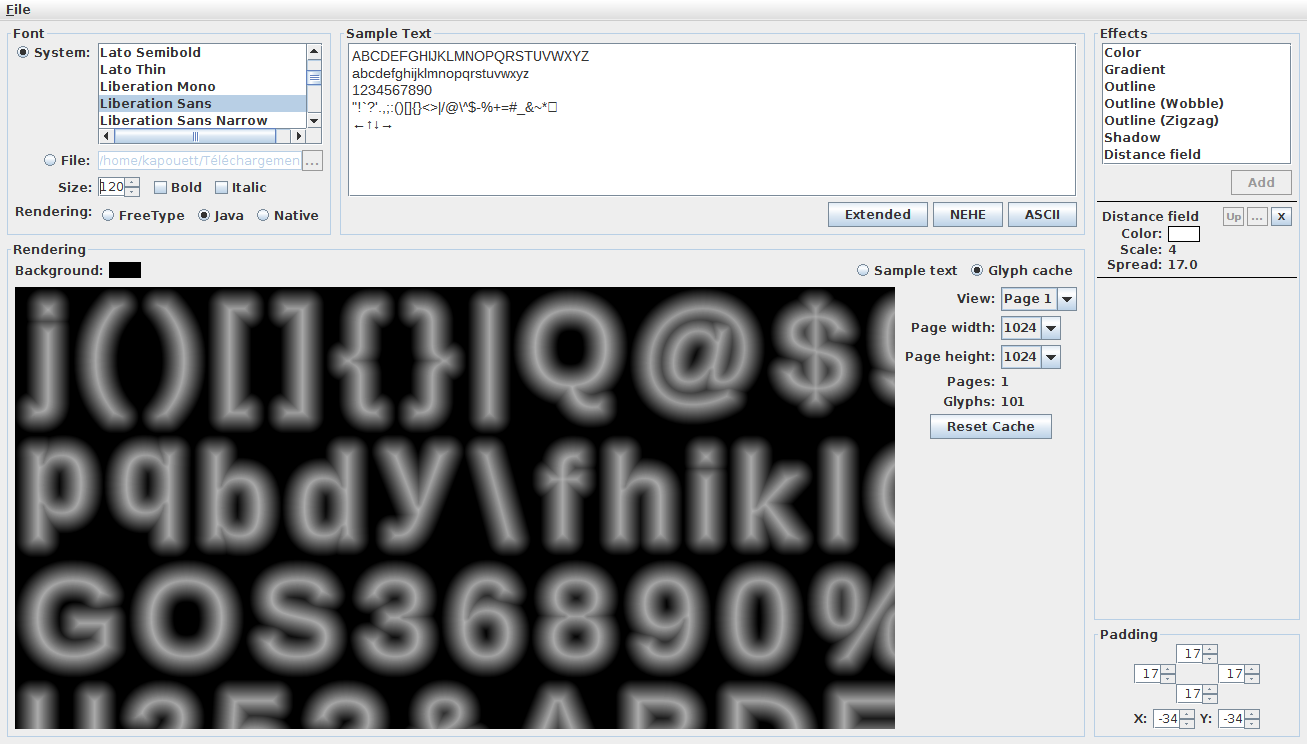 File
Font
System:
Lato Semibold
Lato Thin
Liberation Mono
Liberation Sans
Liberation Sans Narrow
File: /home/kapouett/Téléchargemen ...
Size: 120 Bold Italic
Rendering: FreeType Java Native
Sample Text
ABCDEFGHIJKLMNOPQRSTUVWXYZ
abcdefghijklmnopqrstuvwxyz
1234567890
"!`?'.,;:()[]{}<>|/@\^$-%+=#_&~*□
←↑↓→
Extended NEHE ASCII
Effects
Color
Gradient
Outline
Outline (Wobble)
Outline (Zigzag)
Shadow
Distance field
Add
Distance field Up ... X
Color:
Scale: 4
Spread: 17.0
Rendering
Background:
Sample text Glyph cache
View: Page 1
Page width: 1024
Page height: 1024
Pages: 1
Glyphs: 101
Reset Cache
j()[]{}|Q@$
pqbdy\fhikl
GOS36890%
Padding
17
17 17
17
X: -34 Y: -34